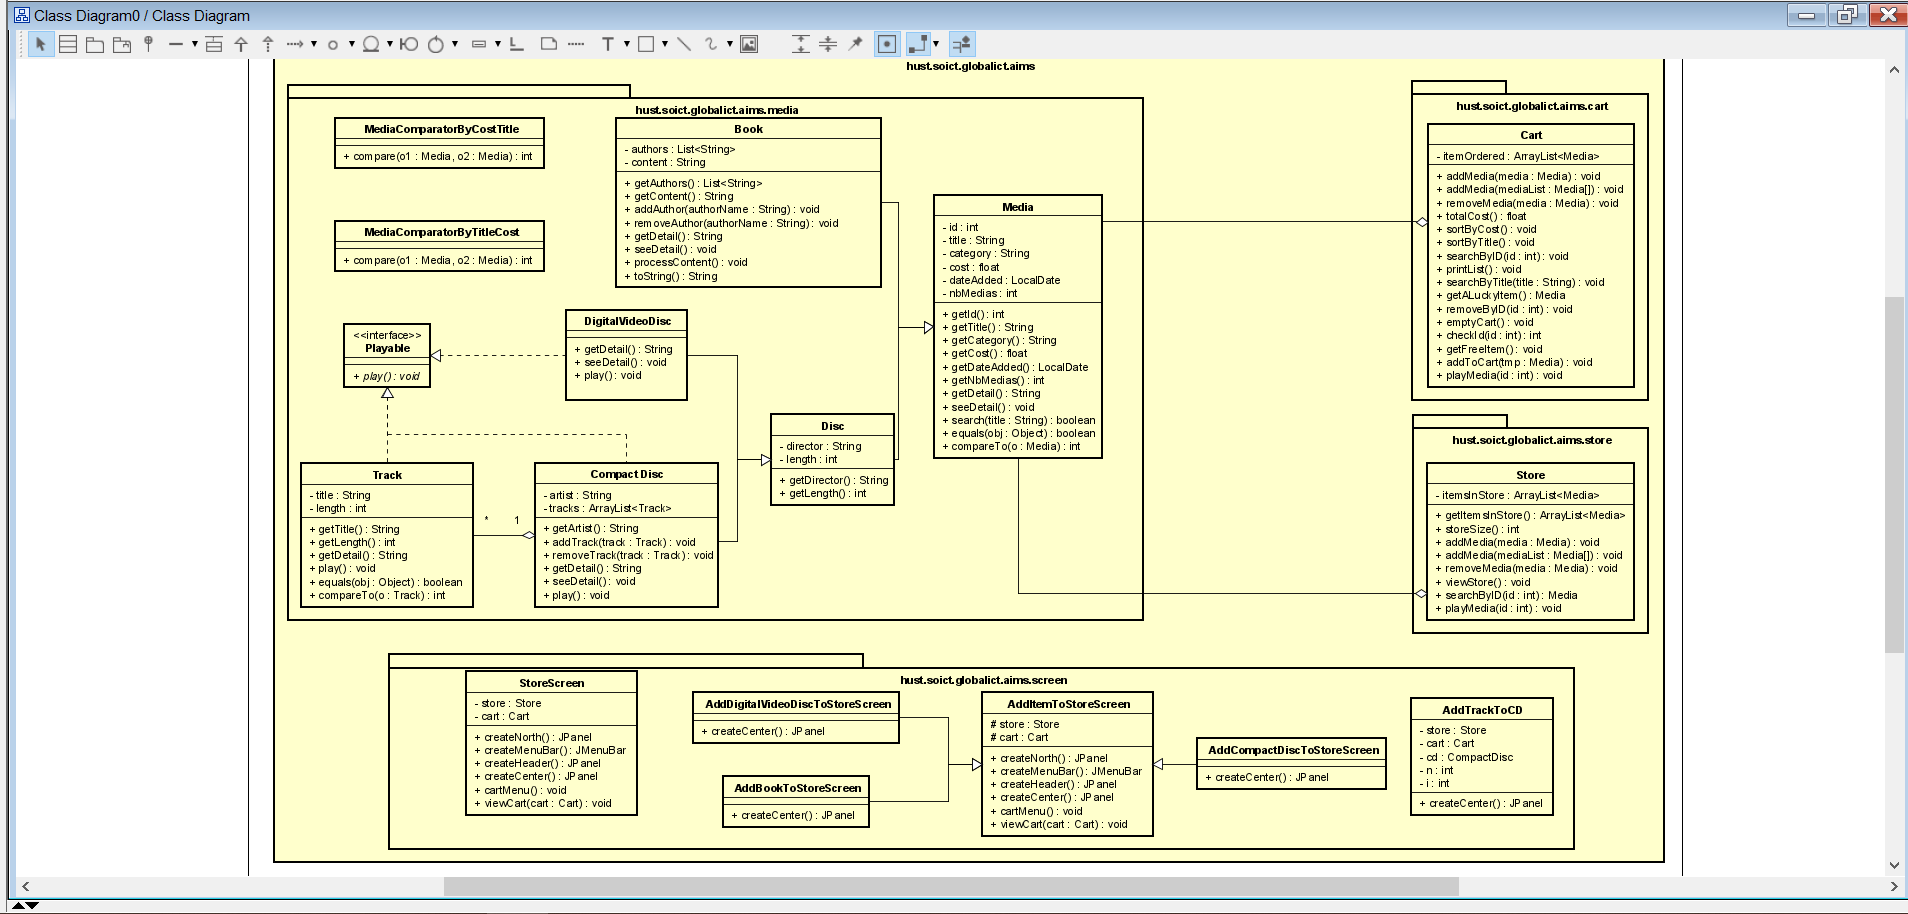 Class Diagram0 / Class Diagram
hust.soict.globalict.aims
hust.soict.globalict.aims.media
MediaComparatorByCostTitle
+ compare(o1 : Media, o2 : Media) : int
MediaComparatorByTitleCost
+ compare(o1 : Media, o2 : Media) : int
Book
- authors : List<String>
- content : String
+ getAuthors() : List<String>
+ getContent() : String
+ addAuthor(authorName : String) : void
+ removeAuthor(authorName : String) : void
+ getDetail() : String
+ seeDetail() : void
+ processContent() : void
+ toString() : String
<<interface>>
Playable
+ play() : void
DigitalVideoDisc
+ getDetail() : String
+ seeDetail() : void
+ play() : void
Disc
- director : String
- length : int
+ getDirector() : String
+ getLength() : int
Media
- id : int
- title : String
- category : String
- cost : float
- dateAdded : LocalDate
- nbMedias : int
+ getId() : int
+ getTitle() : String
+ getCategory() : String
+ getCost() : float
+ getDateAdded() : LocalDate
+ getNbMedias() : int
+ getDetail() : String
+ seeDetail() : void
+ search(title : String) : boolean
+ equals(obj : Object) : boolean
+ compareTo(o : Media) : int
Track
- title : String
- length : int
+ getTitle() : String
+ getLength() : int
+ getDetail() : String
+ play() : void
+ equals(obj : Object) : boolean
+ compareTo(o : Track) : int
* 1
Compact Disc
- artist : String
- tracks : ArrayList<Track>
+ getArtist() : String
+ addTrack(track : Track) : void
+ removeTrack(track : Track) : void
+ getDetail() : String
+ seeDetail() : void
+ play() : void
hust.soict.globalict.aims.cart
Cart
- itemOrdered : ArrayList<Media>
+ addMedia(media : Media) : void
+ addMedia(mediaList : Media[]) : void
+ removeMedia(media : Media) : void
+ totalCost() : float
+ sortByCost() : void
+ sortByTitle() : void
+ searchByID(id : int) : void
+ printList() : void
+ searchByTitle(title : String) : void
+ getALuckyItem() : Media
+ removeByID(id : int) : void
+ emptyCart() : void
+ checkId(id : int) : int
+ getFreeItem() : void
+ addToCart(tmp : Media) : void
+ playMedia(id : int) : void
hust.soict.globalict.aims.store
Store
- itemsInStore : ArrayList<Media>
+ getItemsInStore() : ArrayList<Media>
+ storeSize() : int
+ addMedia(media : Media) : void
+ addMedia(mediaList : Media[]) : void
+ removeMedia(media : Media) : void
+ viewStore() : void
+ searchByID(id : int) : Media
+ playMedia(id : int) : void
hust.soict.globalict.aims.screen
StoreScreen
- store : Store
- cart : Cart
+ createNorth() : JPanel
+ createMenuBar() : JMenuBar
+ createHeader() : JPanel
+ createCenter() : JPanel
+ cartMenu() : void
+ viewCart(cart : Cart) : void
AddDigitalVideoDiscToStoreScreen
+ createCenter() : JPanel
AddBookToStoreScreen
+ createCenter() : JPanel
AddItemToStoreScreen
# store : Store
# cart : Cart
+ createNorth() : JPanel
+ createMenuBar() : JMenuBar
+ createHeader() : JPanel
+ createCenter() : JPanel
+ cartMenu() : void
+ viewCart(cart : Cart) : void
AddCompactDiscToStoreScreen
+ createCenter() : JPanel
AddTrackToCD
- store : Store
- cart : Cart
- cd : CompactDisc
- n : int
- i : int
+ createCenter() : JPanel